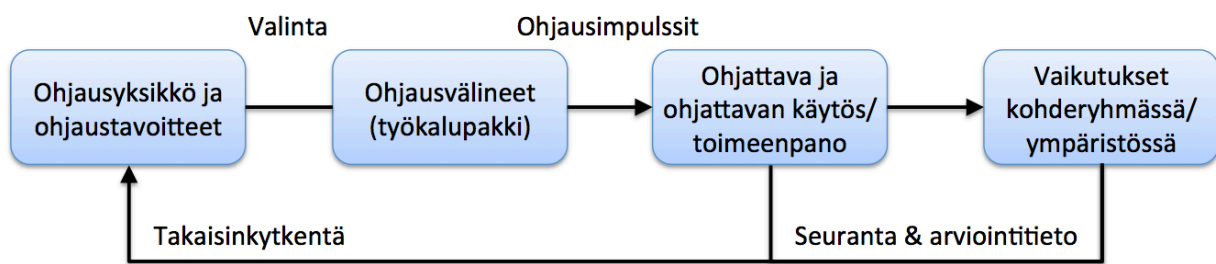 Valinta
Ohjausimpulssit
Ohjausyksikkö ja
ohjaustavoitteet
Ohjausvälineet
(työkalupakki)
Ohjattava ja
ohjattavan käytös/
toimeenpano
Vaikutukset
kohderyhmässä/
ympäristössä
Takaisinkytkentä
Seuranta & arviointitieto